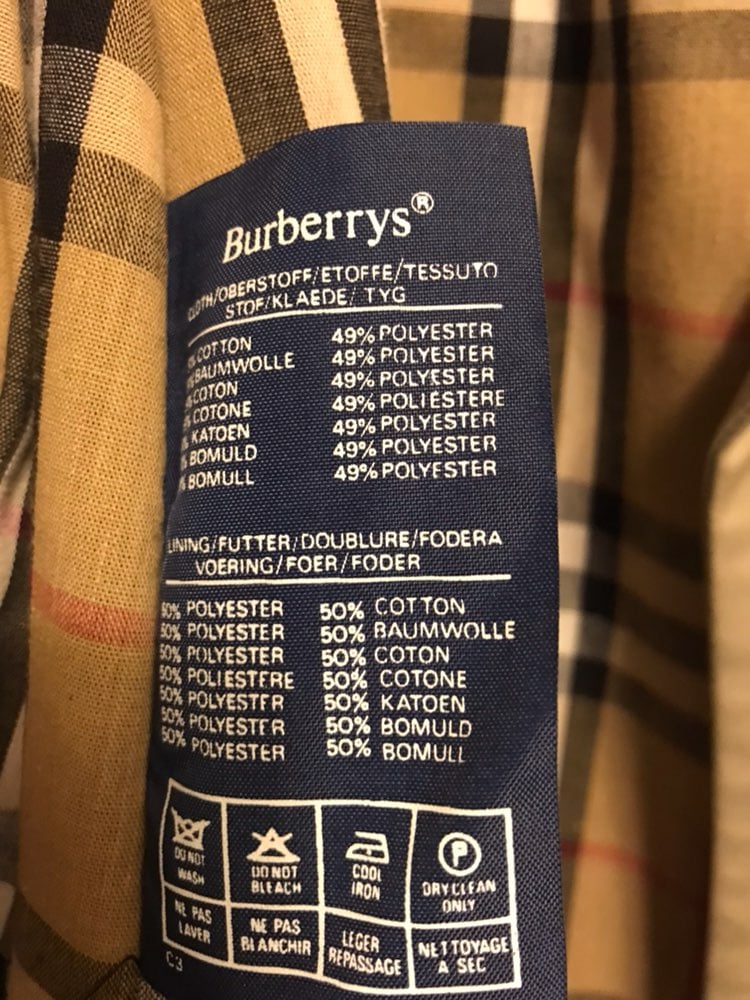 Burberrys®
CLOTH/OBERSTOFF/ETOFFE/TESSUTO
STOF/KLAEDE/ TYG
% COTTON 49% POLYESTER
% BAUMWOLLE 49% POLYESTER
COTON 49% POLYESTER
% COTONE 49% POLIESTERE
% KATOEN 49% POLYESTER
% BOMULD 49% POLYESTER
% BOMULL 49% POLYESTER
LINING/FUTTER/DOUBLURE/FODERA
VOERING/FOER/FODER
50% POLYESTER 50% COTTON
50% POLYESTER 50% BAUMWOLLE
50% POLYESTER 50% COTON
50% POLIESTERE 50% COTONE
50% POLYESTER 50% KATOEN
50% POLYESTER 50% BOMULD
50% POLYESTER 50% BOMULL
DO NOT
WASH
DO NOT
BLEACH
COOL
IRON
P
DRY CLEAN
ONLY
NE PAS
LAVER
NE PAS
BLANCHIR
LEGER
REPASSAGE
NETTOYAGE
A SEC
C3